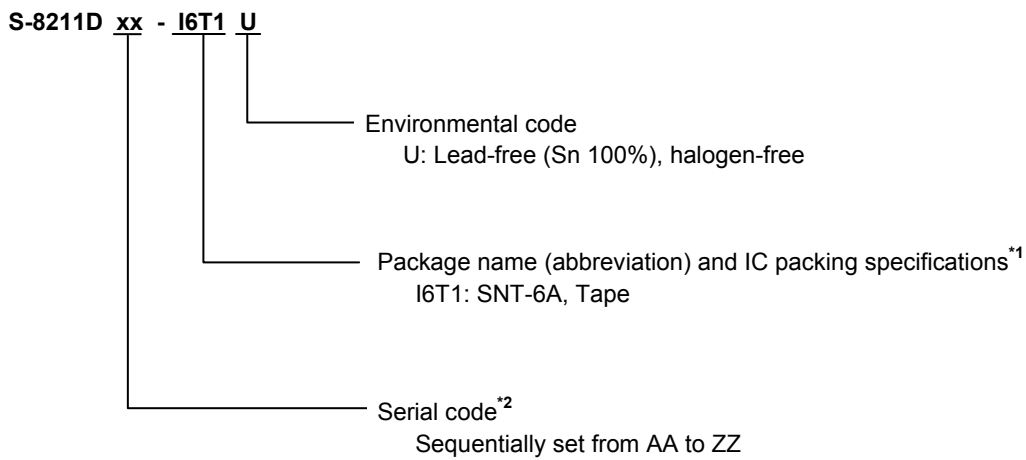 S-8211D xx - I6T1 U
Environmental code
U: Lead-free (Sn 100%), halogen-free
Package name (abbreviation) and IC packing specifications*1
I6T1: SNT-6A, Tape
Serial code*2
Sequentially set from AA to ZZ